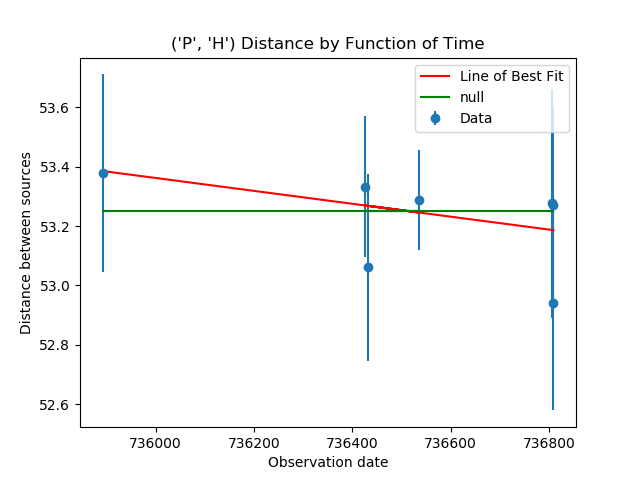 ('P', 'H') Distance by Function of Time
Line of Best Fit
null
Data
Distance between sources
53.6
53.4
53.2
53.0
52.8
52.6
736000 736200 736400 736600 736800
Observation date